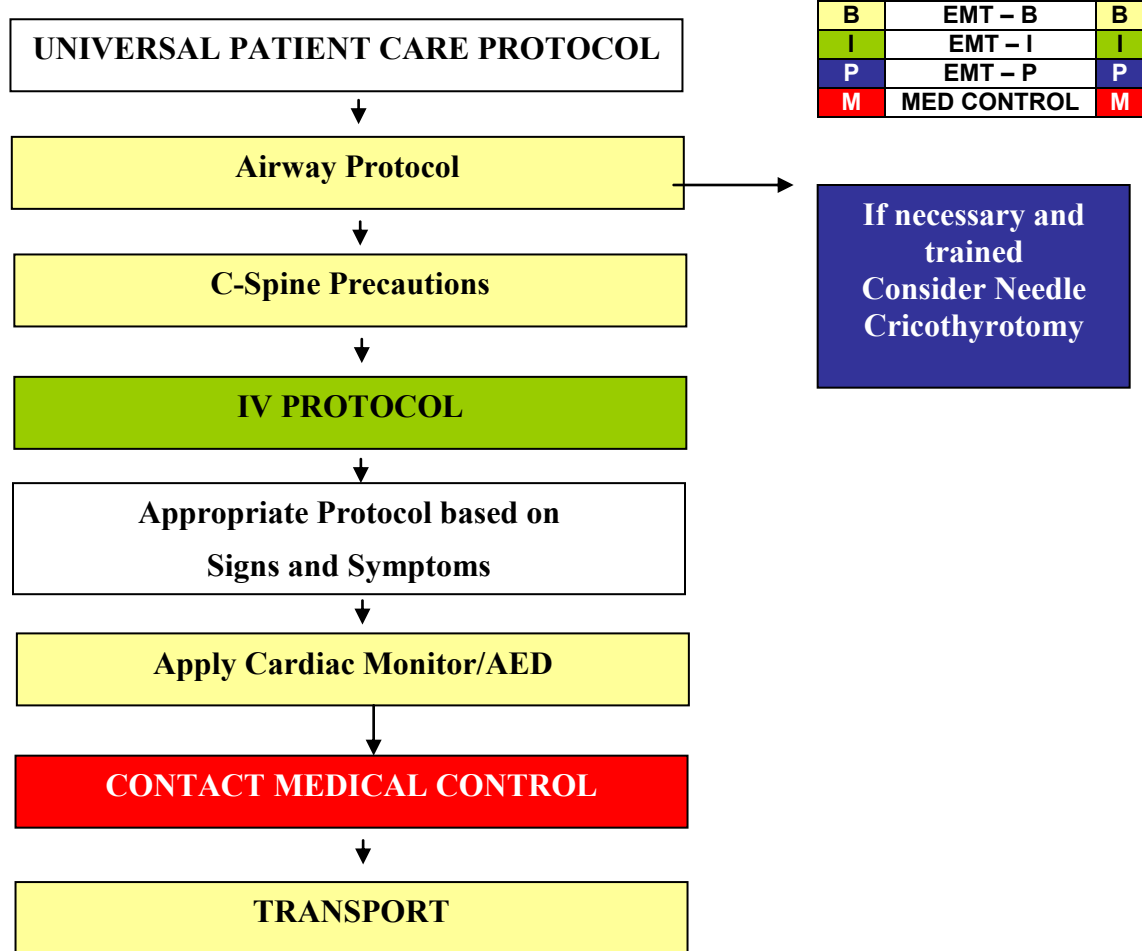 B EMT – B B
I EMT – I I
P EMT – P P
M MED CONTROL M
UNIVERSAL PATIENT CARE PROTOCOL
Airway Protocol
If necessary and
trained
Consider Needle
Cricothyrotomy
C-Spine Precautions
IV PROTOCOL
Appropriate Protocol based on
Signs and Symptoms
Apply Cardiac Monitor/AED
CONTACT MEDICAL CONTROL
TRANSPORT